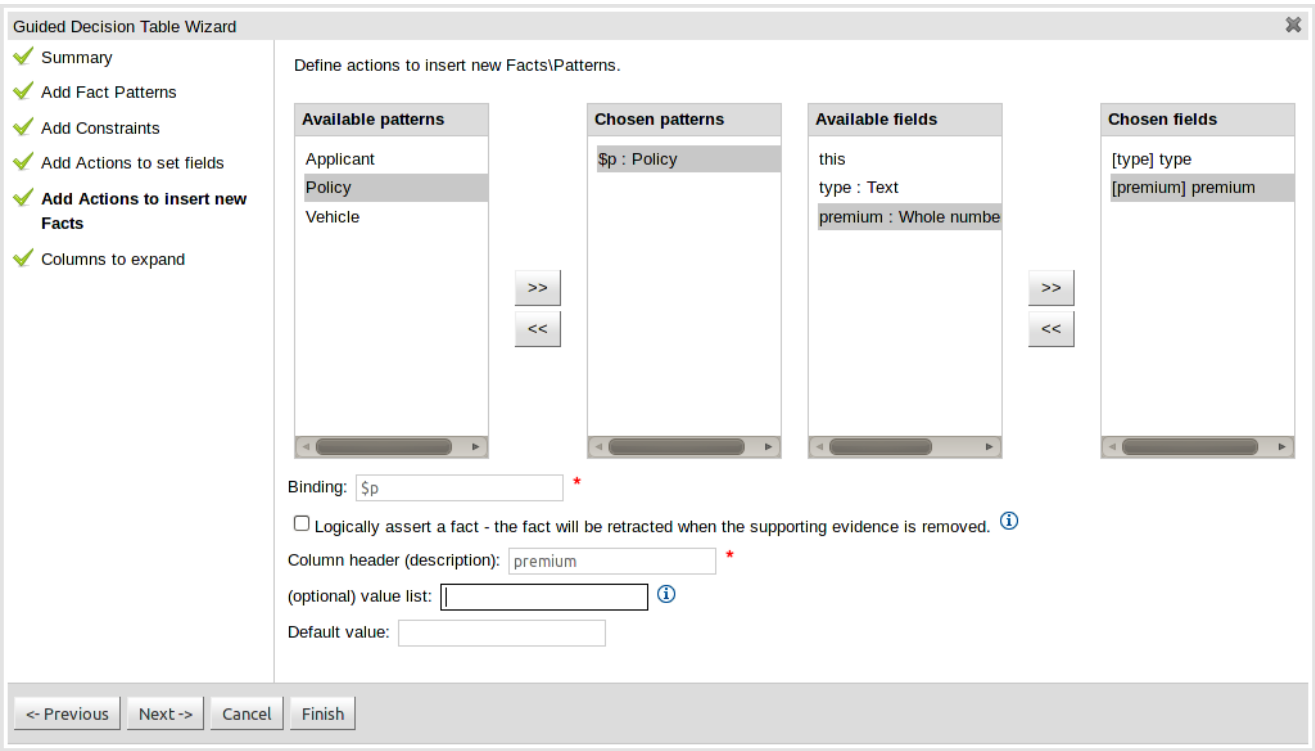 Guided Decision Table Wizard
Summary
Add Fact Patterns
Add Constraints
Add Actions to set fields
Add Actions to insert new
Facts
Columns to expand
Define actions to insert new Facts\Patterns.
Available patterns
Applicant
Policy
Vehicle
>>
<<
Chosen patterns
$p : Policy
Available fields
this
type : Text
premium : Whole numbe
>>
<<
Chosen fields
[type] type
[premium] premium
Binding: $p *
Logically assert a fact - the fact will be retracted when the supporting evidence is removed. i
Column header (description): premium *
(optional) value list: i
Default value:
<- Previous Next -> Cancel Finish